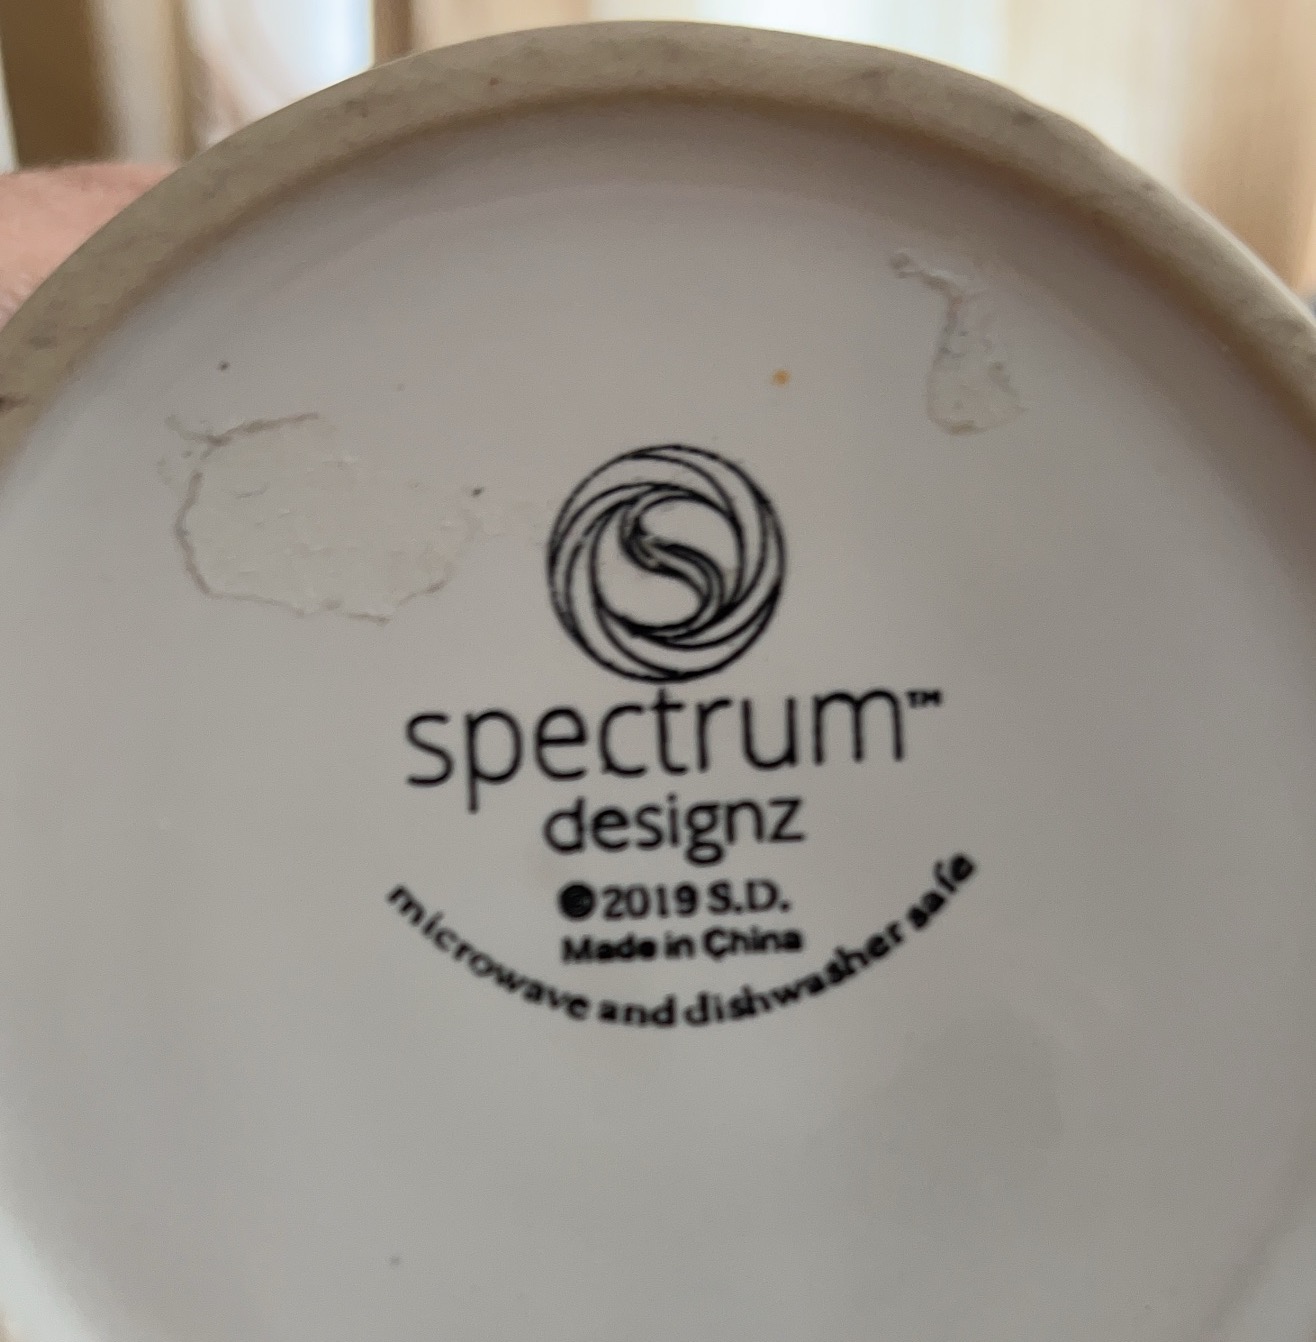 spectrum™
designz
©2019 S.D.
Made in China
microwave and dishwasher safe